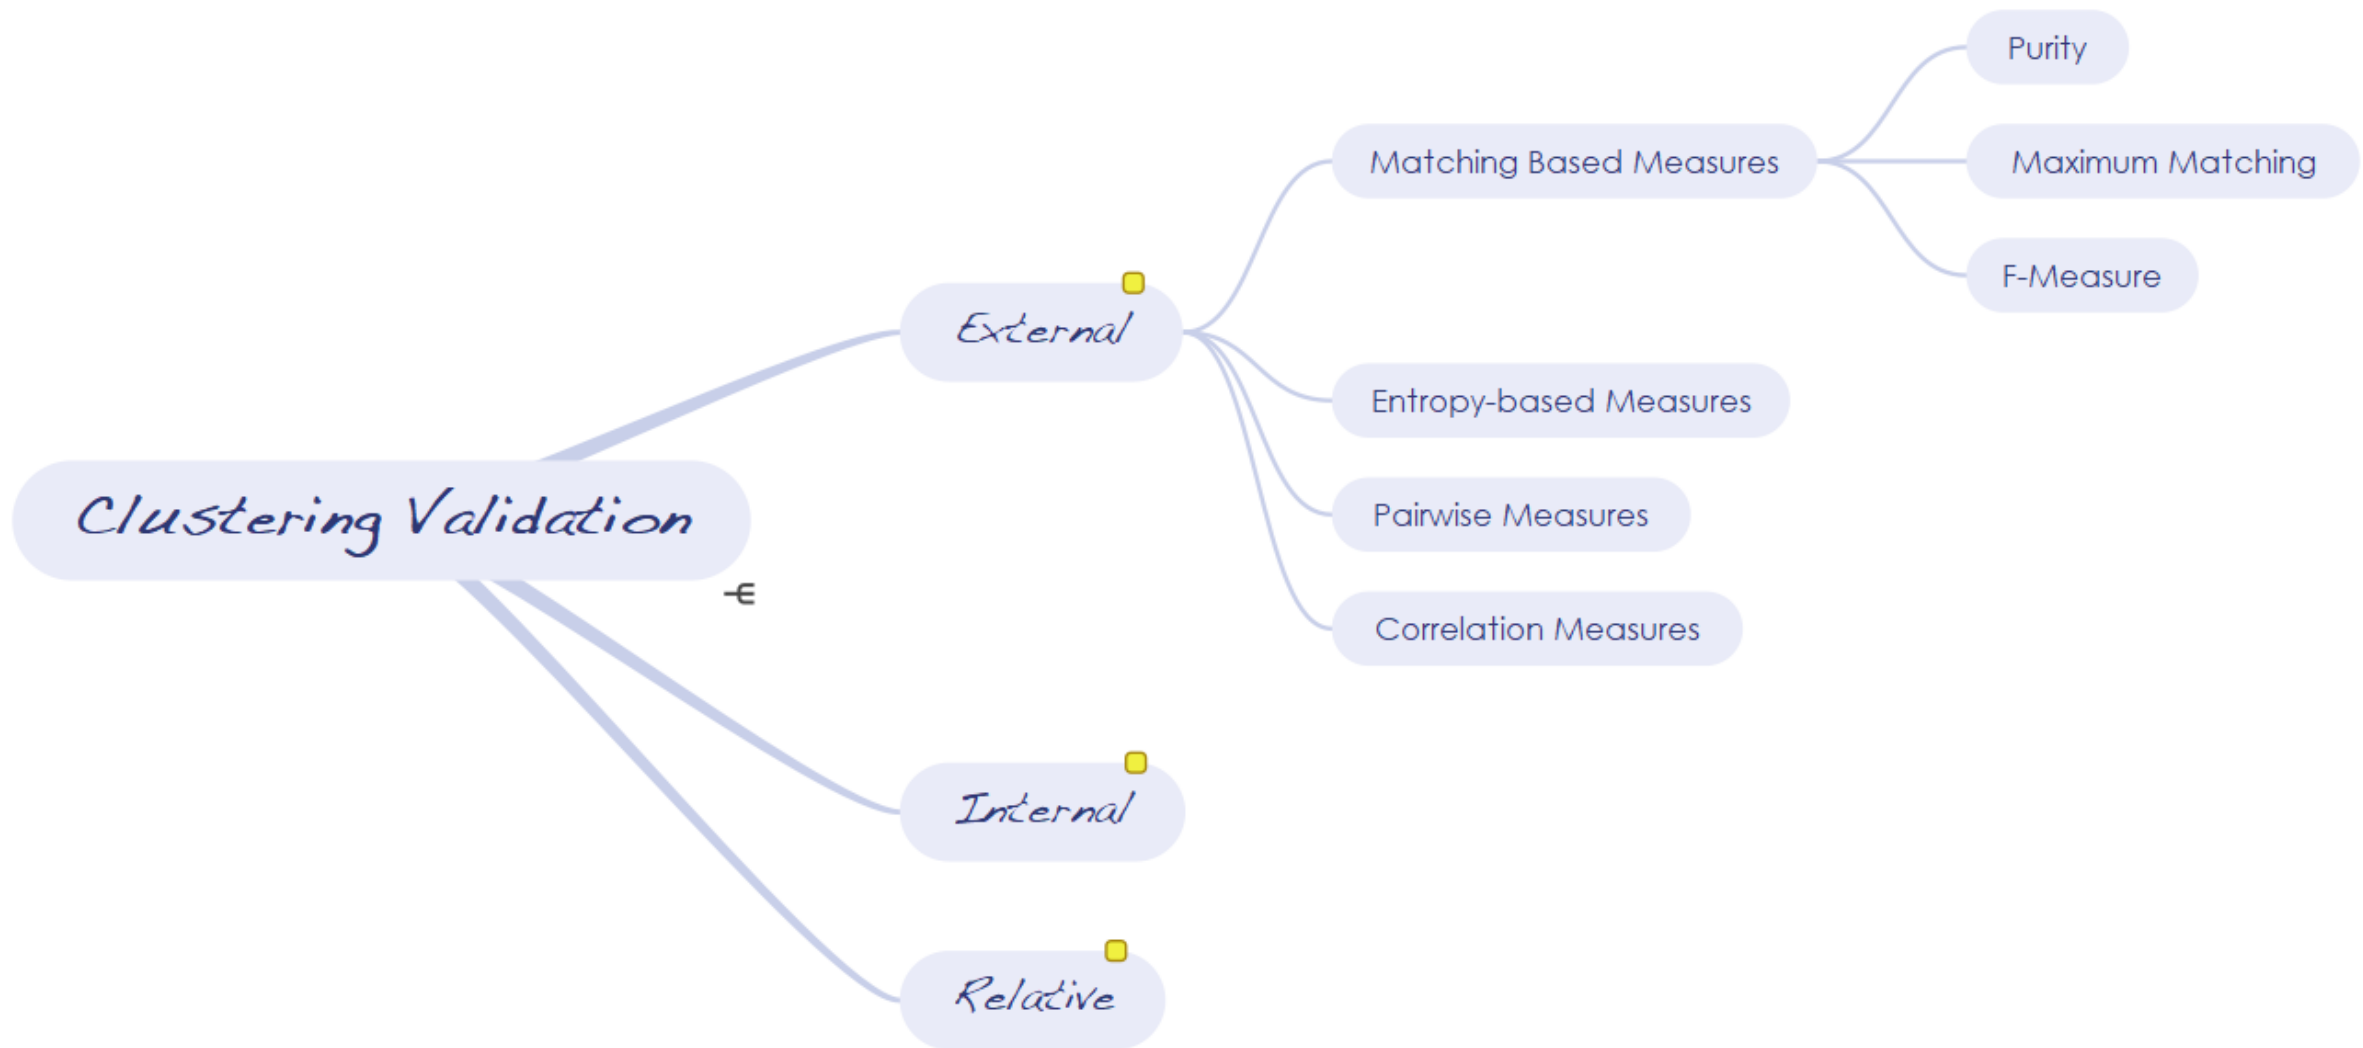 Clustering Validation
External
Matching Based Measures
Purity
Maximum Matching
F-Measure
Entropy-based Measures
Pairwise Measures
Correlation Measures
Internal
Relative